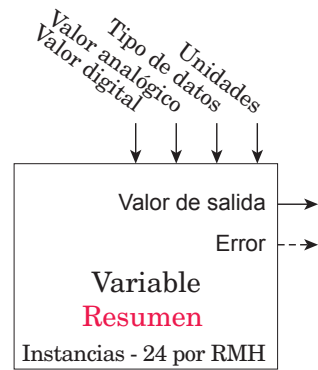 Valor digital
Valor analógico
Tipo de datos
Unidades
Valor de salida
Error
Variable
Resumen
Instancias - 24 por RMH